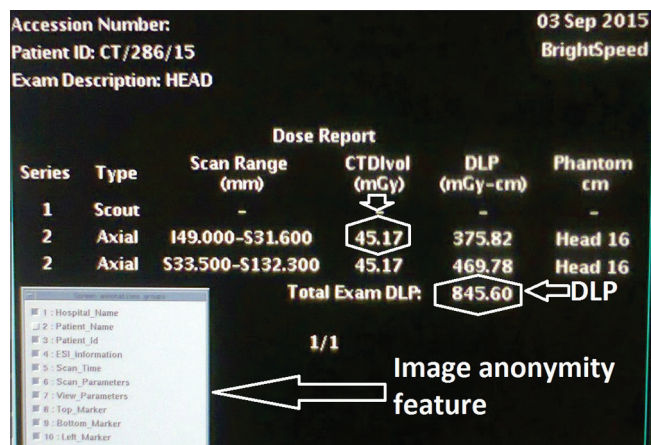 Accession Number: 03 Sep 2015
Patient ID: CT/286/15 BrightSpeed
Exam Description: HEAD
Dose Report
Series Type Scan Range (mm) CTDIvol (mGy) DLP (mGy-cm) Phantom cm
1 Scout - - - -
2 Axial I49.000-S31.600 45.17 375.82 Head 16
2 Axial S33.500-S132.300 45.17 469.78 Head 16
Total Exam DLP: 845.60 DLP
1/1
Screen annotation groups
1 : Hospital_Name
2 : Patient_Name
3 : Patient_Id
4 : ESI_Information
5 : Scan_Time
6 : Scan_Parameters
7 : View_Parameters
8 : Top_Marker
9 : Bottom_Marker
10 : Left_Marker
Image anonymity
feature